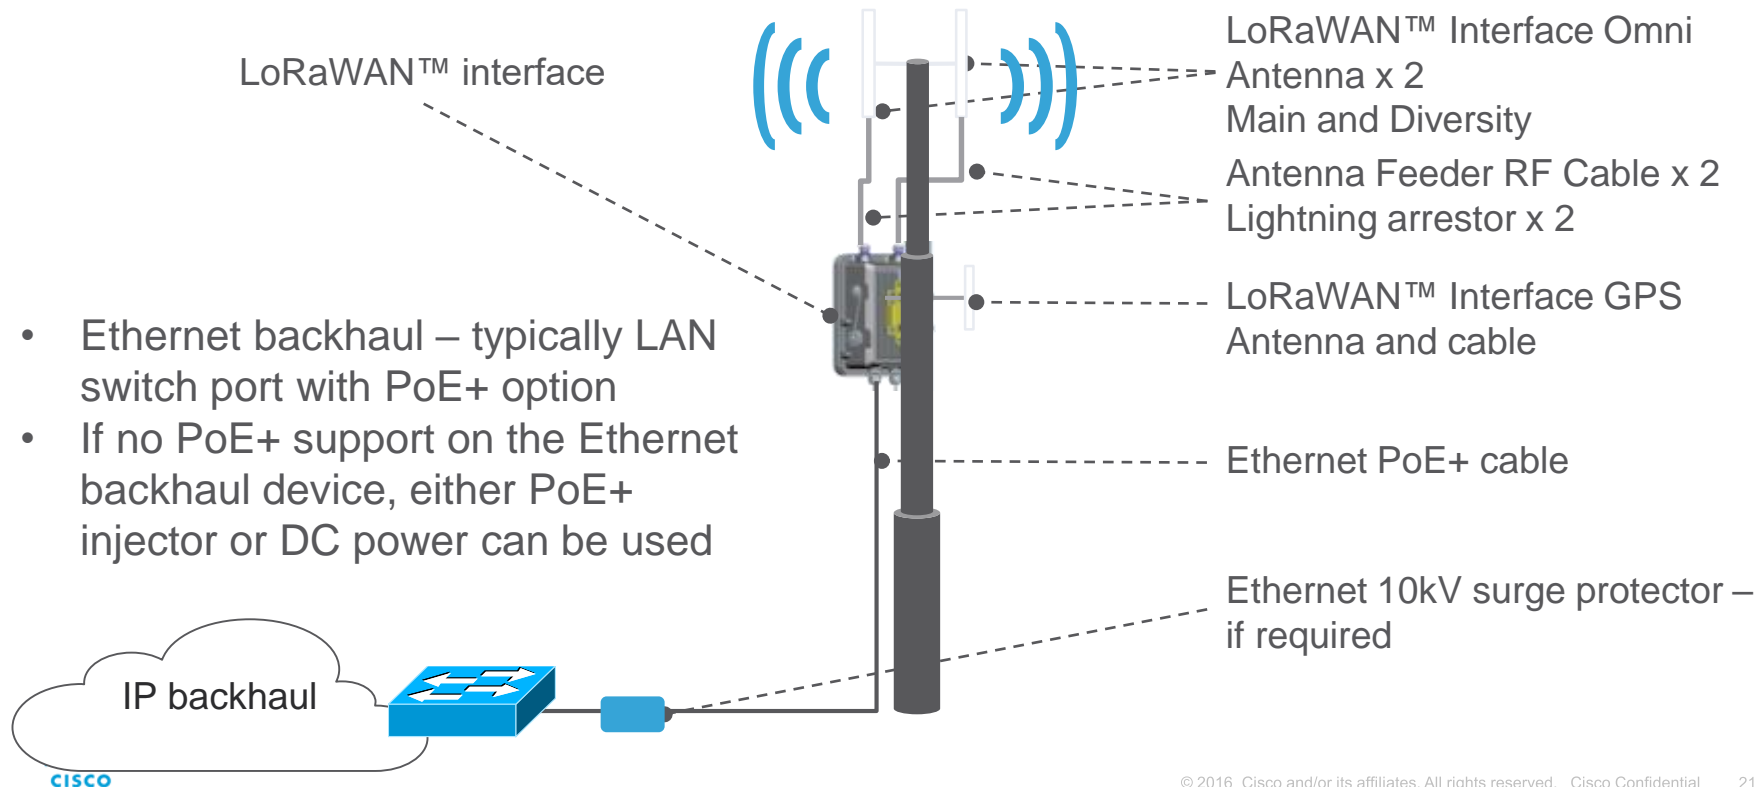 LoRaWAN™ interface
LoRaWAN™ Interface Omni
Antenna x 2
Main and Diversity
Antenna Feeder RF Cable x 2
Lightning arrestor x 2
LoRaWAN™ Interface GPS
Antenna and cable
• Ethernet backhaul – typically LAN
switch port with PoE+ option
• If no PoE+ support on the Ethernet
backhaul device, either PoE+
injector or DC power can be used
Ethernet PoE+ cable
Ethernet 10kV surge protector –
if required
IP backhaul
CISCO
© 2016 Cisco and/or its affiliates. All rights reserved. Cisco Confidential 21